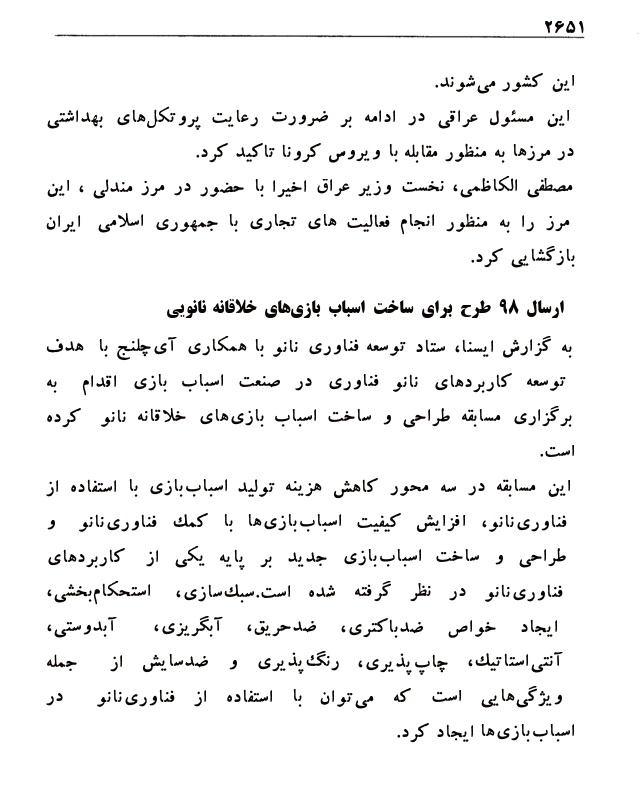 ۲۶۵۱
این کشور می‌شوند.
این مسئول عراقی در ادامه بر ضرورت رعایت پروتکل‌های بهداشتی
در مرزها به منظور مقابله با ویروس کرونا تاکید کرد.
مصطفی الکاظمی، نخست وزیر عراق اخیرا با حضور در مرز مندلی ، این
مرز را به منظور انجام فعالیت های تجاری با جمهوری اسلامی ایران
بازگشایی کرد.
ارسال ۹۸ طرح برای ساخت اسباب بازی‌های خلاقانه نانویی
به گزارش ایسنا، ستاد توسعه فناوری نانو با همکاری آی‌چلنج با هدف
توسعه کاربردهای نانو فناوری در صنعت اسباب بازی اقدام به
برگزاری مسابقه طراحی و ساخت اسباب بازی‌های خلاقانه نانو کرده
است.
این مسابقه در سه محور کاهش هزینه تولید اسباب‌بازی با استفاده از
فناوری‌نانو، افزایش کیفیت اسباب‌بازی‌ها با کمک فناوری‌نانو و
طراحی و ساخت اسباب‌بازی جدید بر پایه یکی از کاربردهای
فناوری‌نانو در نظر گرفته شده است.سبک‌سازی، استحکام‌بخشی،
ایجاد خواص ضدباکتری، ضدحریق، آبگریزی، آبدوستی،
آنتی‌استاتیک، چاپ‌پذیری، رنگ‌پذیری و ضدسایش از جمله
ویژگی‌هایی است که می‌توان با استفاده از فناوری‌نانو در
اسباب‌بازی‌ها ایجاد کرد.